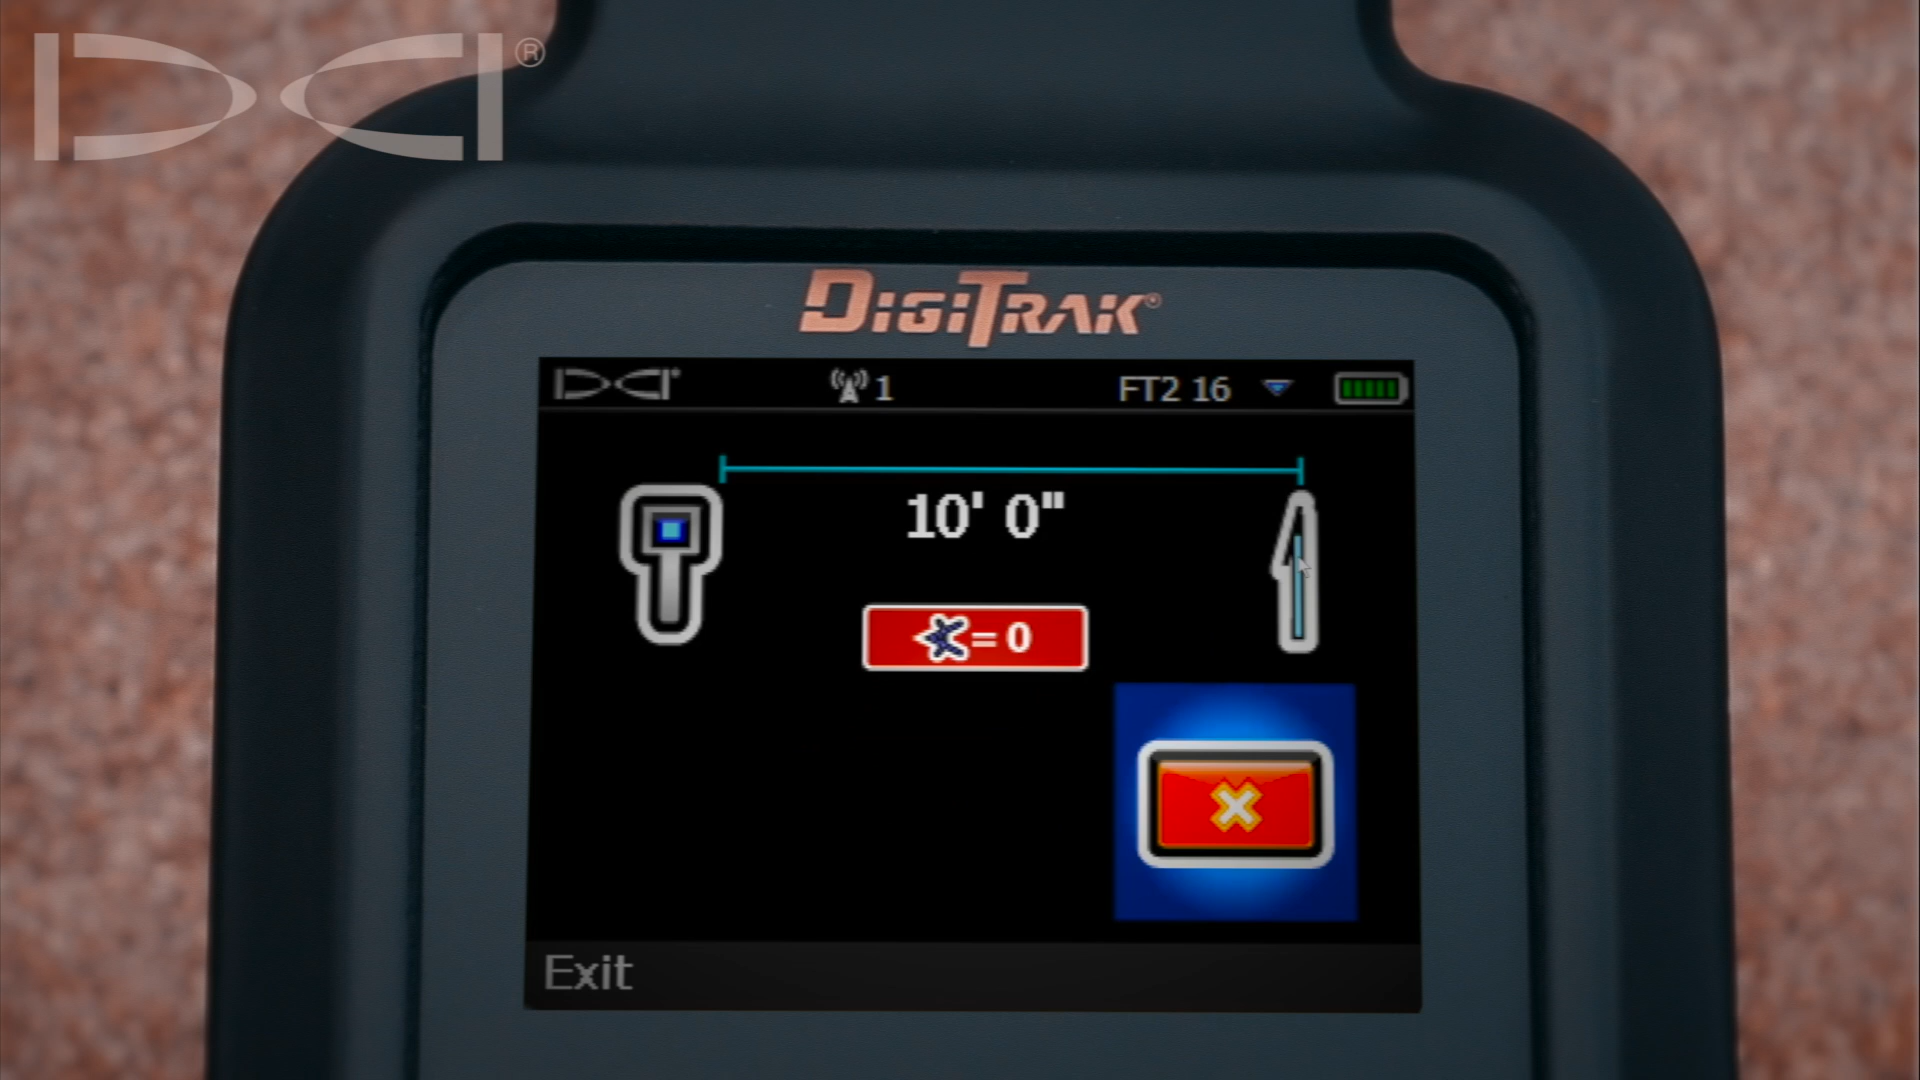 DCI®
DIGITRAK®
DCI® 1 FT2 16
10' 0"
= 0
Exit